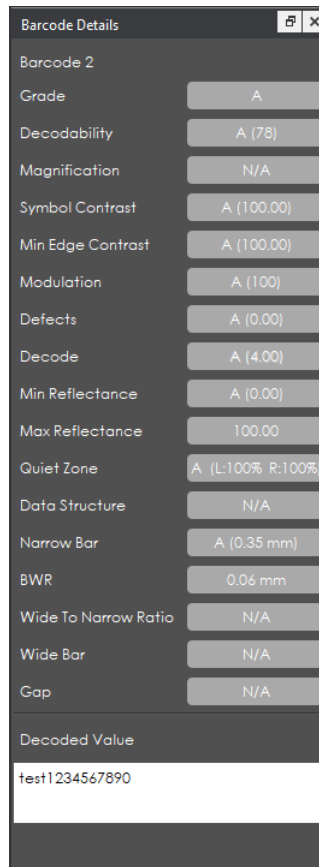 Barcode Details
Barcode 2
Grade A
Decodability A (78)
Magnification N/A
Symbol Contrast A (100.00)
Min Edge Contrast A (100.00)
Modulation A (100)
Defects A (0.00)
Decode A (4.00)
Min Reflectance A (0.00)
Max Reflectance 100.00
Quiet Zone A (L:100% R:100%)
Data Structure N/A
Narrow Bar A (0.35 mm)
BWR 0.06 mm
Wide To Narrow Ratio N/A
Wide Bar N/A
Gap N/A
Decoded Value
test1234567890